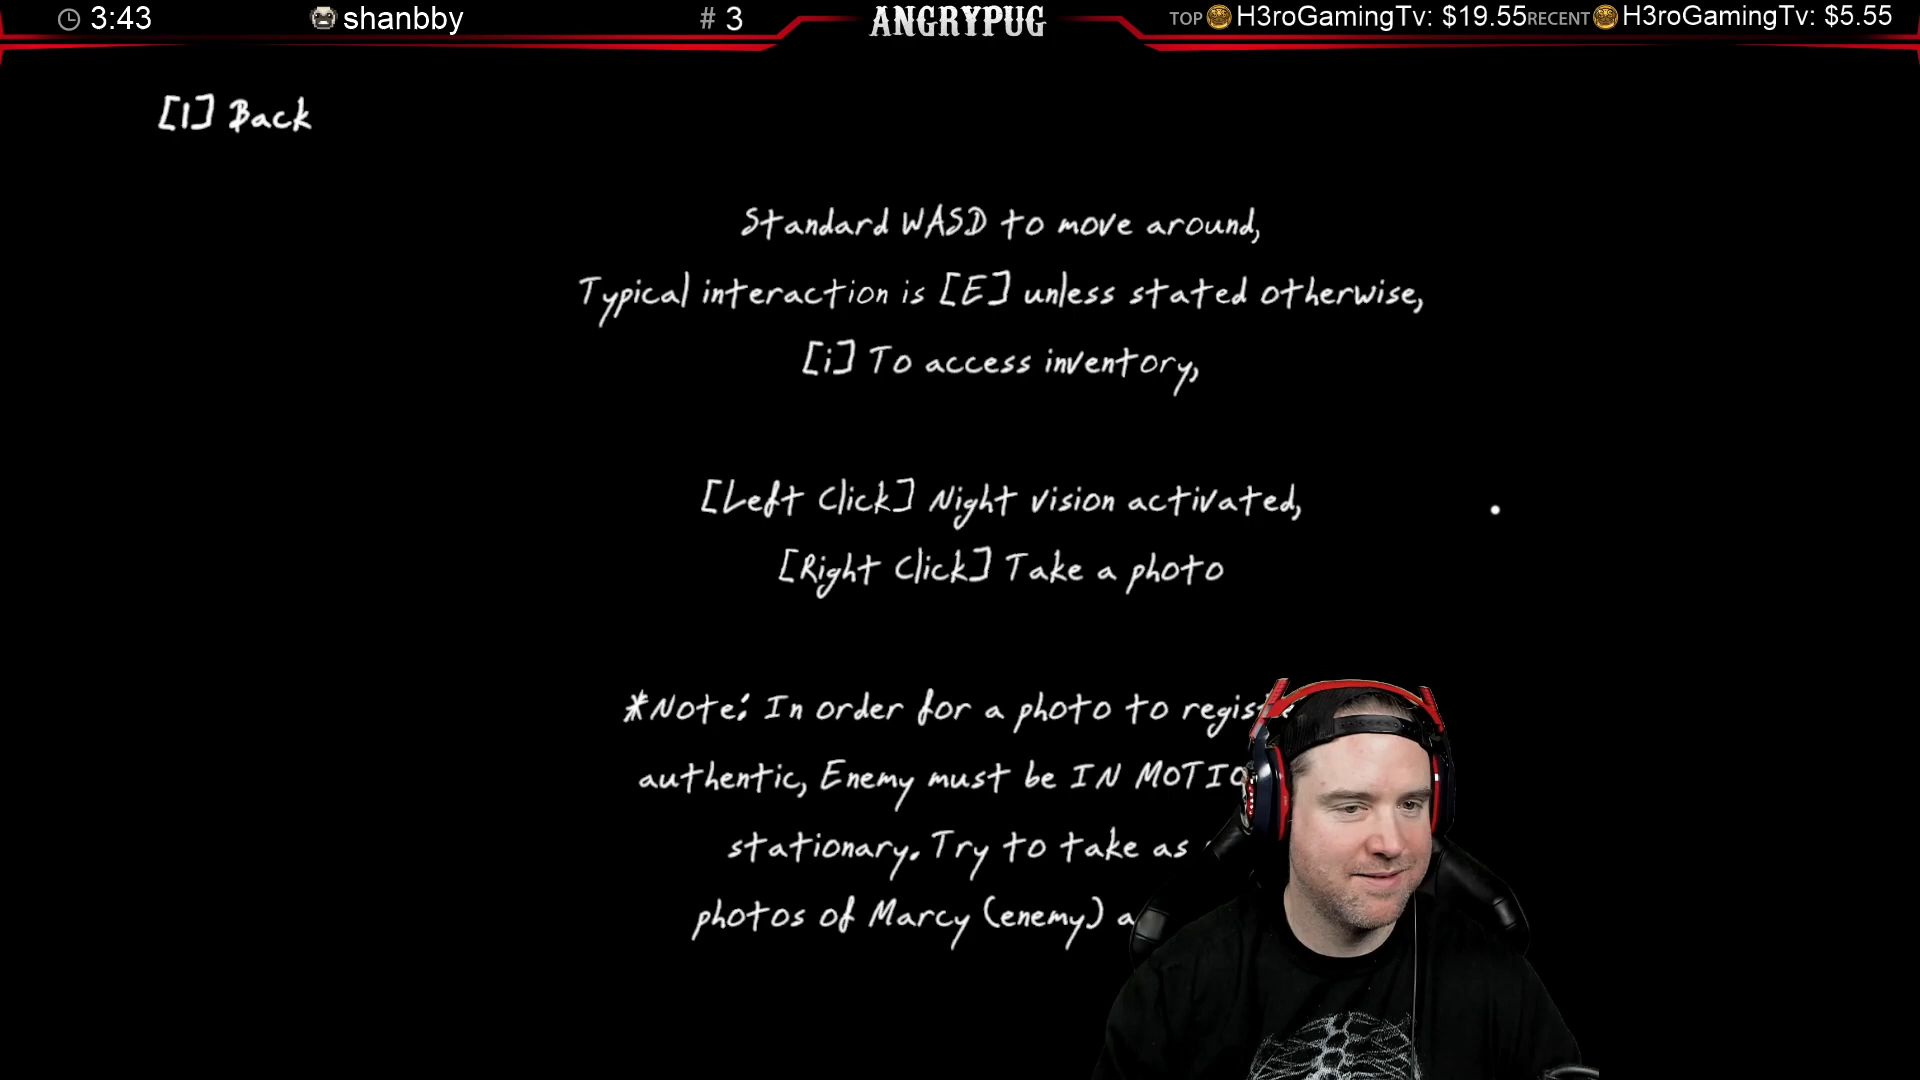 3:43
shanbby
# 3
ANGRYPUG
TOP H3roGamingTv: $19.55
RECENT H3roGamingTv: $5.55
[1] Back
Standard WASD to move around,
Typical interaction is [E] unless stated otherwise,
[i] To access inventory,
[Left Click] Night vision activated,
[Right Click] Take a photo
*Note: In order for a photo to
authentic, Enemy must be IN
stationary. Try to take as
photos of Marcy (enemy)